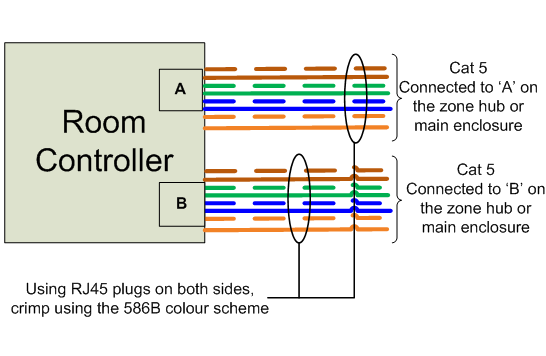 Room
Controller
A
B
Cat 5
Connected to ‘A’ on
the zone hub or
main enclosure
Cat 5
Connected to ‘B’ on
the zone hub or
main enclosure
Using RJ45 plugs on both sides,
crimp using the 586B colour scheme